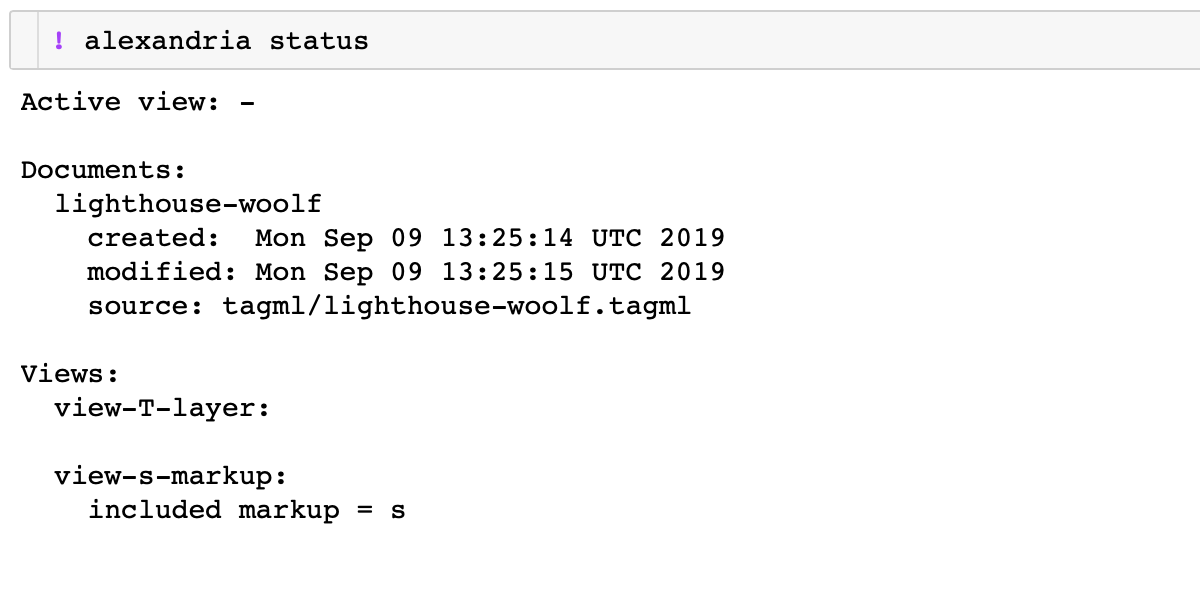 ! alexandria status
Active view: -
Documents:
  lighthouse-woolf
    created:  Mon Sep 09 13:25:14 UTC 2019
    modified: Mon Sep 09 13:25:15 UTC 2019
    source: tagml/lighthouse-woolf.tagml
Views:
  view-T-layer:
  view-s-markup:
    included markup = s